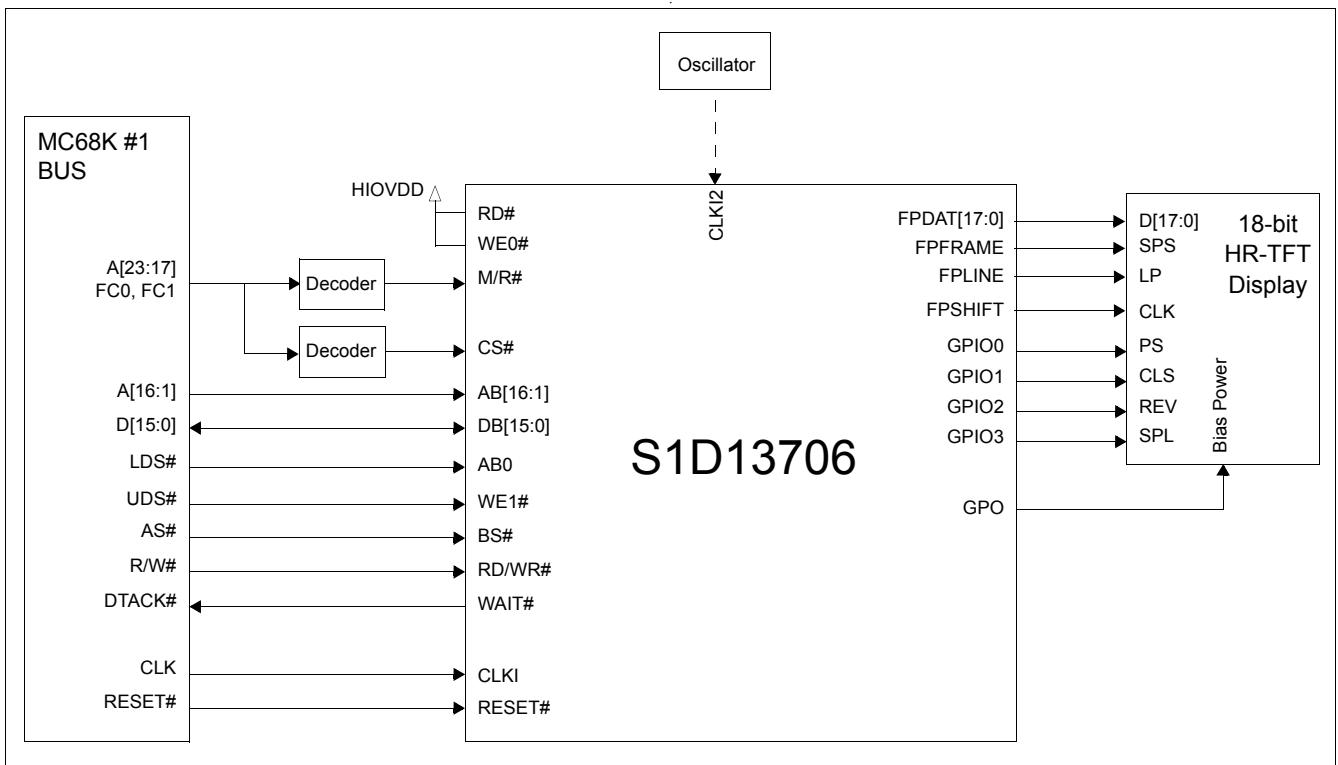 Oscillator
MC68K #1
BUS
A[23:17]
FC0, FC1
A[16:1]
D[15:0]
LDS#
UDS#
AS#
R/W#
DTACK#
CLK
RESET#
HIOVDD
Decoder
Decoder
RD#
WE0#
M/R#
CS#
AB[16:1]
DB[15:0]
AB0
WE1#
BS#
RD/WR#
WAIT#
CLKI
RESET#
CLKI2
S1D13706
FPDAT[17:0]
FPFRAME
FPLINE
FPSHIFT
GPIO0
GPIO1
GPIO2
GPIO3
GPO
D[17:0]
SPS
LP
CLK
PS
CLS
REV
SPL
18-bit
HR-TFT
Display
Bias Power